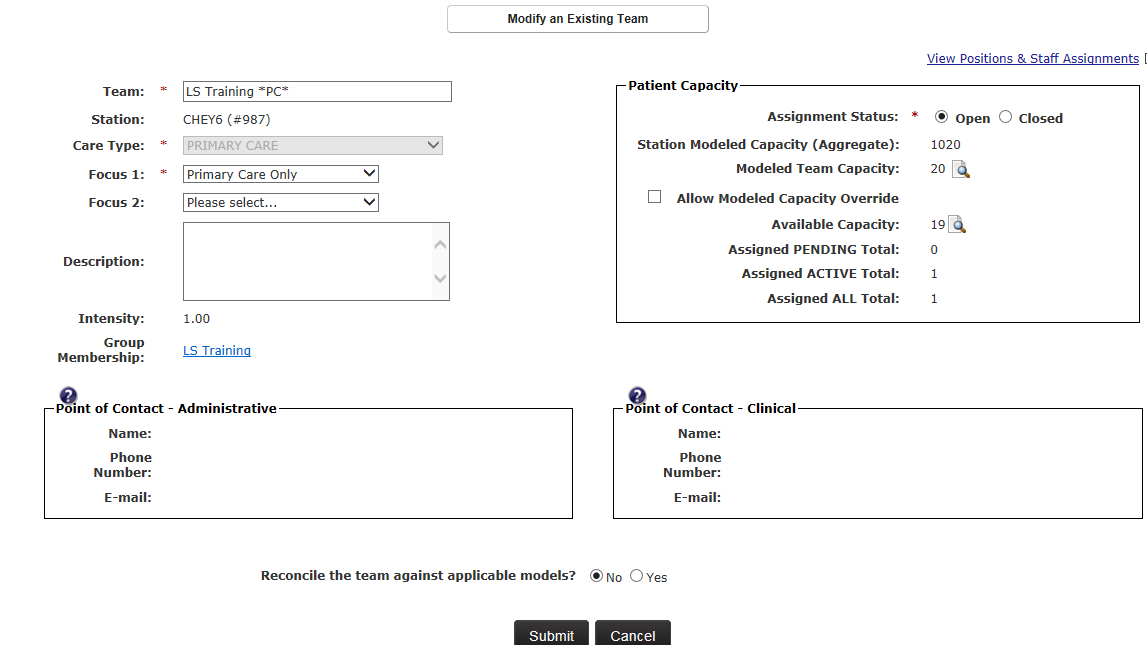 Modify an Existing Team
View Positions & Staff Assignments
Team: * LS Training *PC*
Station: CHEY6 (#987)
Care Type: * PRIMARY CARE
Focus 1: * Primary Care Only
Focus 2: Please select...
Description:
Intensity: 1.00
Group
Membership: LS Training
Patient Capacity
Assignment Status: * Open Closed
Station Modeled Capacity (Aggregate): 1020
Modeled Team Capacity: 20
Allow Modeled Capacity Override
Available Capacity: 19
Assigned PENDING Total: 0
Assigned ACTIVE Total: 1
Assigned ALL Total: 1
?
Point of Contact - Administrative
Name:
Phone
Number:
E-mail:
?
Point of Contact - Clinical
Name:
Phone
Number:
E-mail:
Reconcile the team against applicable models? No Yes
Submit Cancel